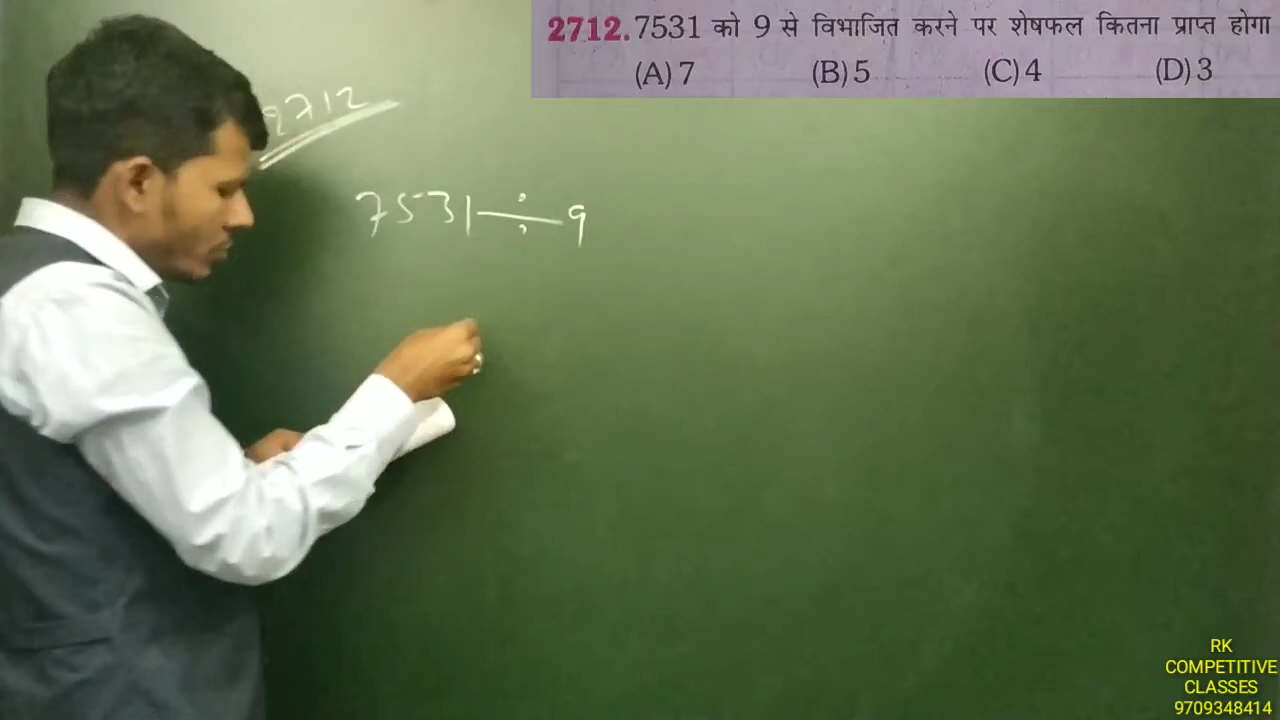 2712. 7531 को 9 से विभाजित करने पर शेषफल कितना प्राप्त होगा
(A) 7 (B) 5 (C) 4 (D) 3
2712
7531 ÷ 9
RK
COMPETITIVE
CLASSES
9709348414